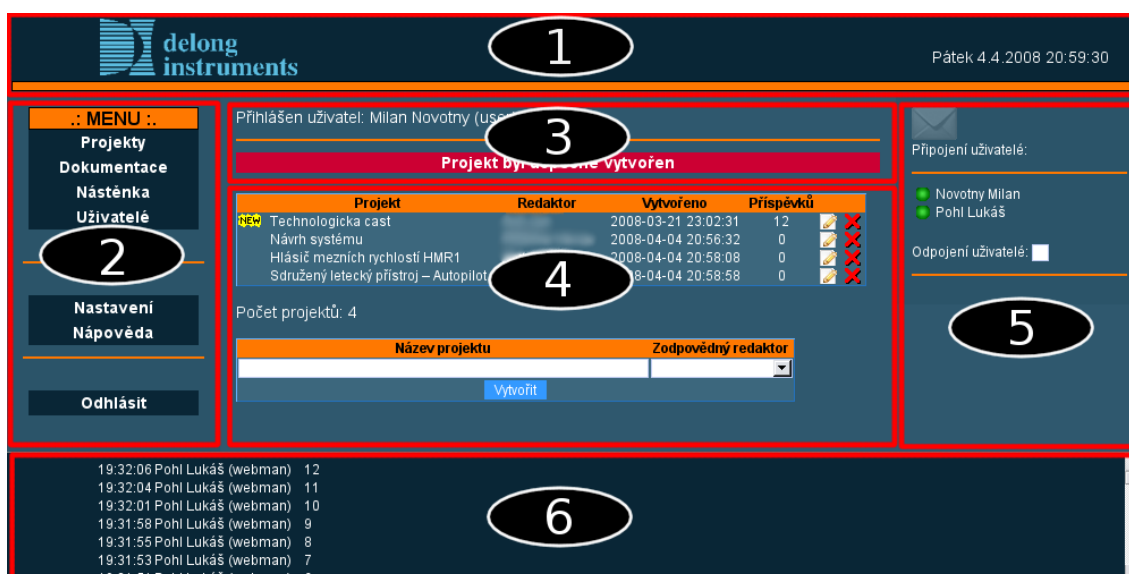 delong
instruments
1
Pátek 4.4.2008 20:59:30
.: MENU :.
Projekty
Dokumentace
Nástěnka
Uživatelé
2
Nastavení
Nápověda
Odhlásit
Přihlášen uživatel: Milan Novotny
3
Projekt vytvořen
Projekt Redaktor Vytvořeno Příspěvků
NEW Technologicka cast 2008-03-21 23:02:31 12
Návrh systému 2008-04-04 20:56:32 0
Hlásič mezních rychlostí HMR1 2008-04-04 20:58:08 0
Sdružený letecký přístroj – Autopilot 20:58:58 0
4
Počet projektů: 4
Název projektu Zodpovědný redaktor
Vytvořit
Připojení uživatelé:
Novotny Milan
Pohl Lukáš
Odpojení uživatelé:
5
19:32:06 Pohl Lukáš (webman) 12
19:32:04 Pohl Lukáš (webman) 11
19:32:01 Pohl Lukáš (webman) 10
19:31:58 Pohl Lukáš (webman) 9
19:31:55 Pohl Lukáš (webman) 8
19:31:53 Pohl Lukáš (webman) 7
6